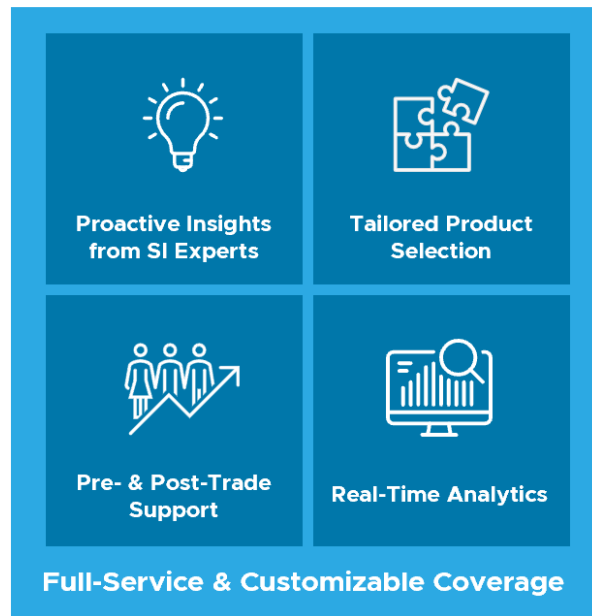 Proactive Insights
from SI Experts
Tailored Product
Selection
Pre- & Post-Trade
Support
Real-Time Analytics
Full-Service & Customizable Coverage